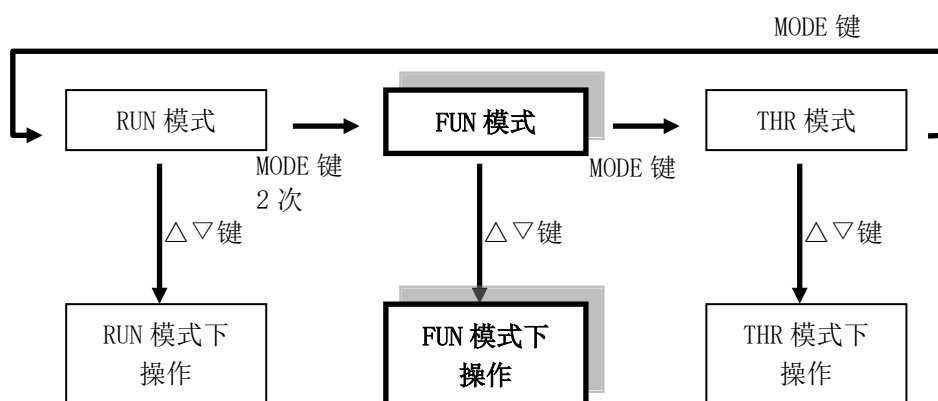 MODE 键
RUN 模式
FUN 模式
THR 模式
MODE 键
2 次
MODE 键
△▽键
△▽键
△▽键
RUN 模式下
操作
FUN 模式下
操作
THR 模式下
操作